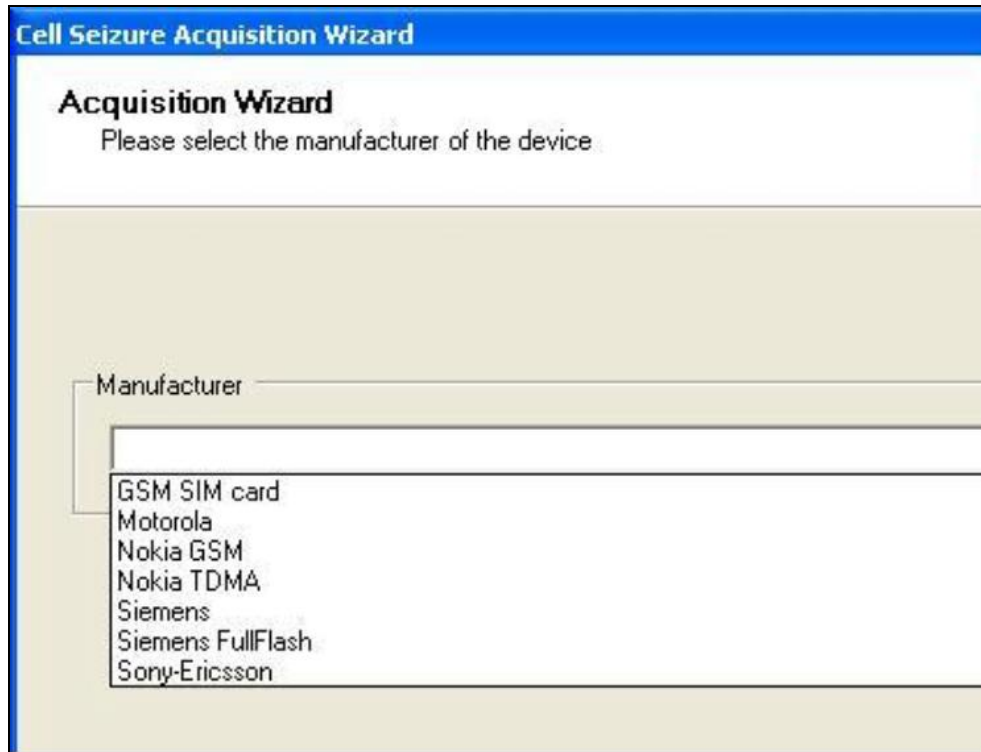 Cell Seizure Acquisition Wizard
Acquisition Wizard
Please select the manufacturer of the device
Manufacturer
GSM SIM card
Motorola
Nokia GSM
Nokia TDMA
Siemens
Siemens FullFlash
Sony-Ericsson